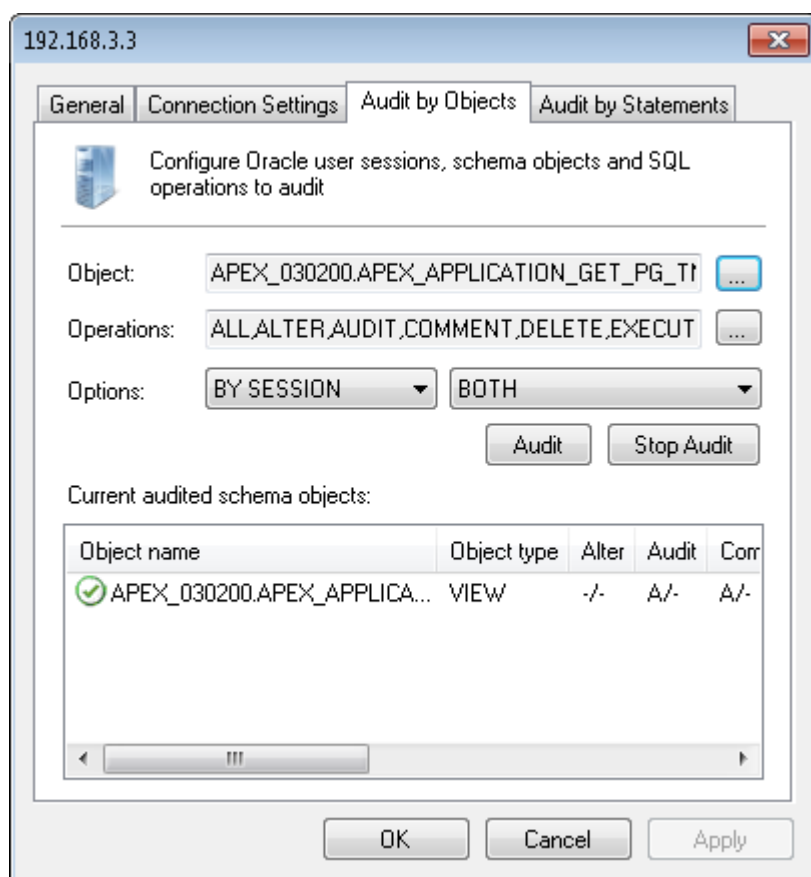 192.168.3.3
General Connection Settings Audit by Objects Audit by Statements
Configure Oracle user sessions, schema objects and SQL
operations to audit
Object: APEX_030200.APEX_APPLICATION_GET_PG_TI ...
Operations: ALL,ALTER,AUDIT,COMMENT,DELETE,EXECUT ...
Options: BY SESSION BOTH
Audit Stop Audit
Current audited schema objects:
Object name Object type Alter Audit Com
APEX_030200.APEX_APPLICA... VIEW -/- A/- A/-
OK Cancel Apply